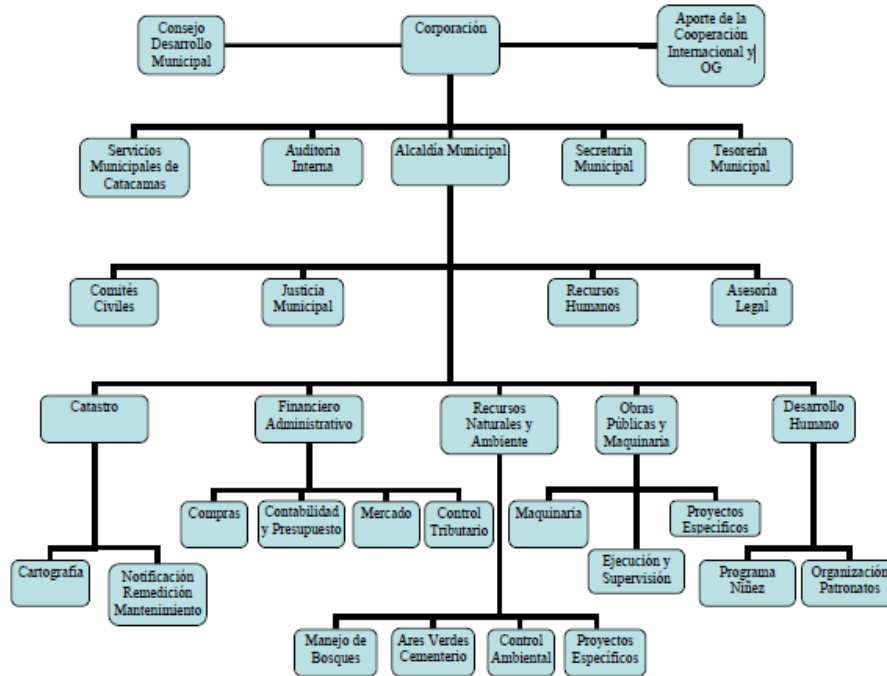 Consejo
Desarrollo
Municipal
Corporación
Aporte de la
Cooperación
Internacional y
OG
Servicios
Municipales de
Catacamas
Auditoria
Interna
Alcaldía Municipal
Secretaria
Municipal
Tesorería
Municipal
Comités
Civiles
Justicia
Municipal
Recursos
Humanos
Asesoría
Legal
Catastro
Financiero
Administrativo
Recursos
Naturales y
Ambiente
Obras
Públicas y
Maquinaria
Desarrollo
Humano
Compras
Contabilidad
y Presupuesto
Mercado
Control
Tributario
Maquinaria
Proyectos
Específicos
Cartografía
Notificación
Remedición
Mantenimiento
Ejecución y
Supervisión
Programa
Niñez
Organización
Patronatos
Manejo de
Bosques
Ares Verdes
Cementerio
Control
Ambiental
Proyectos
Específicos